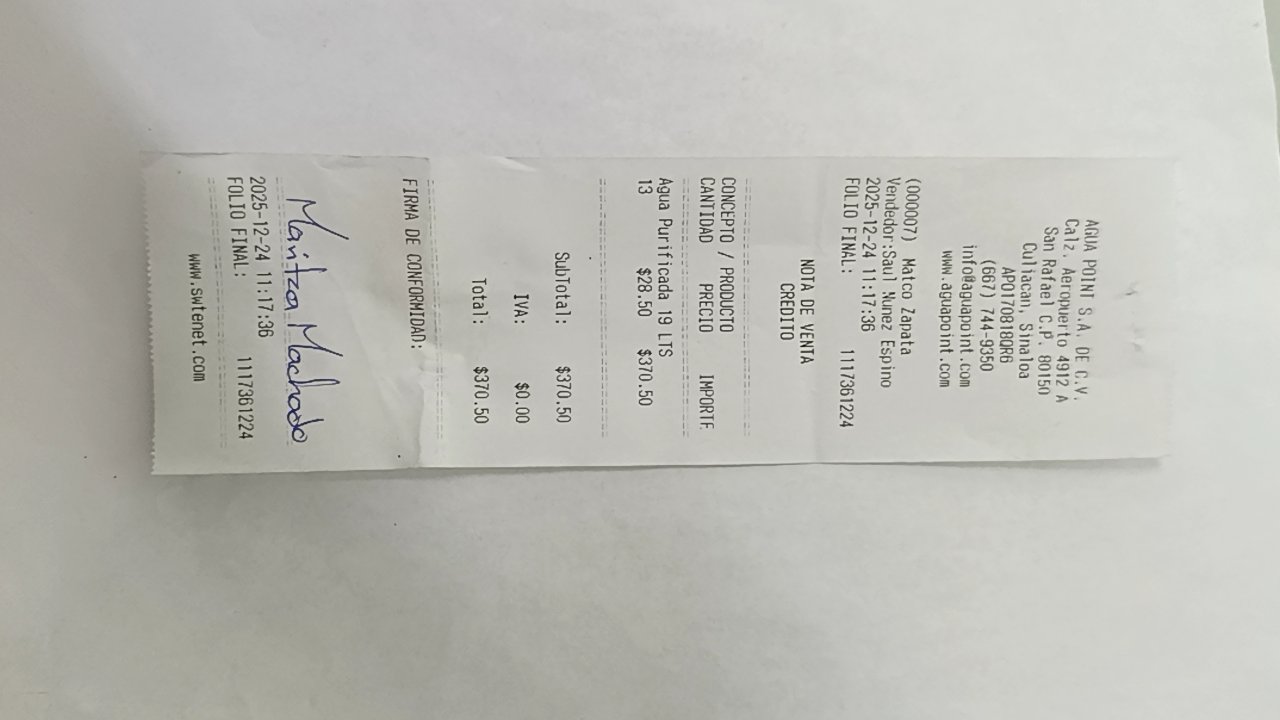 AGUA POINT S.A. DE C.V.
Calz. Aeropuerto 4912 A
San Rafael C.P. 80150
Culiacan, Sinaloa
APO170818QR6
(667) 744-9350
info@aguapoint.com
www.aguapoint.com
(0000007) Matco Zapata
Vendedor:Saul Nunez Espino
2025-12-24 11:17:36
FOLIO FINAL: 1117361224
NOTA DE VENTA
CREDITO
CONCEPTO / PRODUCTO
CANTIDAD PRECIO IMPORTE
Agua Purificada 19 LTS
13 $28.50 $370.50
SubTotal: $370.50
IVA: $0.00
Total: $370.50
FIRMA DE CONFORMIDAD:
Maritza Machado
2025-12-24 11:17:36
FOLIO FINAL: 1117361224
www.swtenet.com